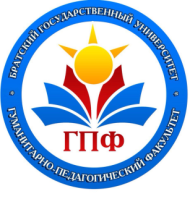 БРАТСКИЙ ГОСУДАРСТВЕННЫЙ УНИВЕРСИТЕТ
ГПФ
ГУМАНИТАРНО-ПЕДАГОГИЧЕСКИЙ ФАКУЛЬТЕТ